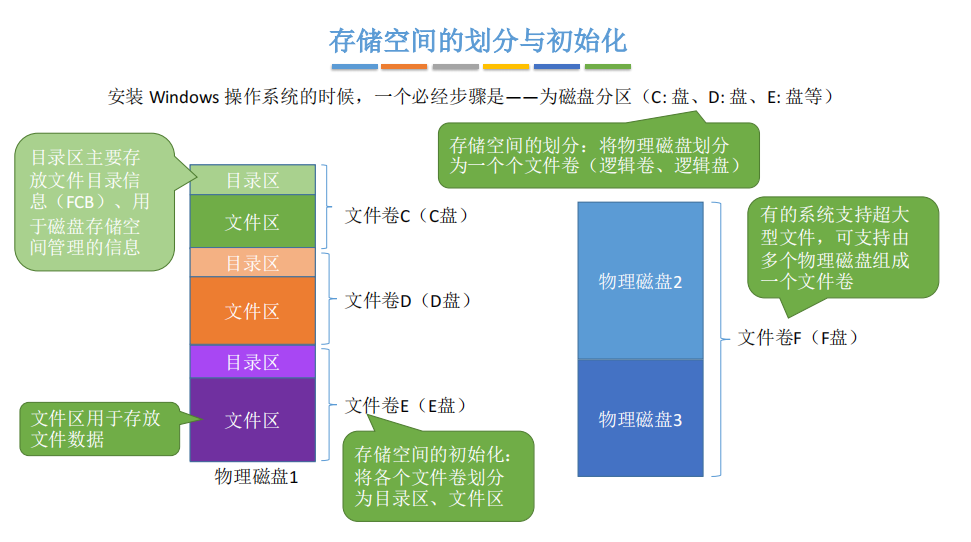 存储空间的划分与初始化
安装 Windows 操作系统的时候，一个必经步骤是——为磁盘分区（C: 盘、D: 盘、E: 盘等）
存储空间的划分：将物理磁盘划分
为一个个文件卷（逻辑卷、逻辑盘）
目录区主要存
放文件目录信
息（FCB）、用
于磁盘存储空
间管理的信息
目录区
文件区
文件卷C（C盘）
目录区
文件区
文件卷D（D盘）
目录区
文件区
文件卷E（E盘）
文件区用于存放
文件数据
物理磁盘1
存储空间的初始化：
将各个文件卷划分
为目录区、文件区
物理磁盘2
物理磁盘3
有的系统支持超大
型文件，可支持由
多个物理磁盘组成
一个文件卷
文件卷F（F盘）